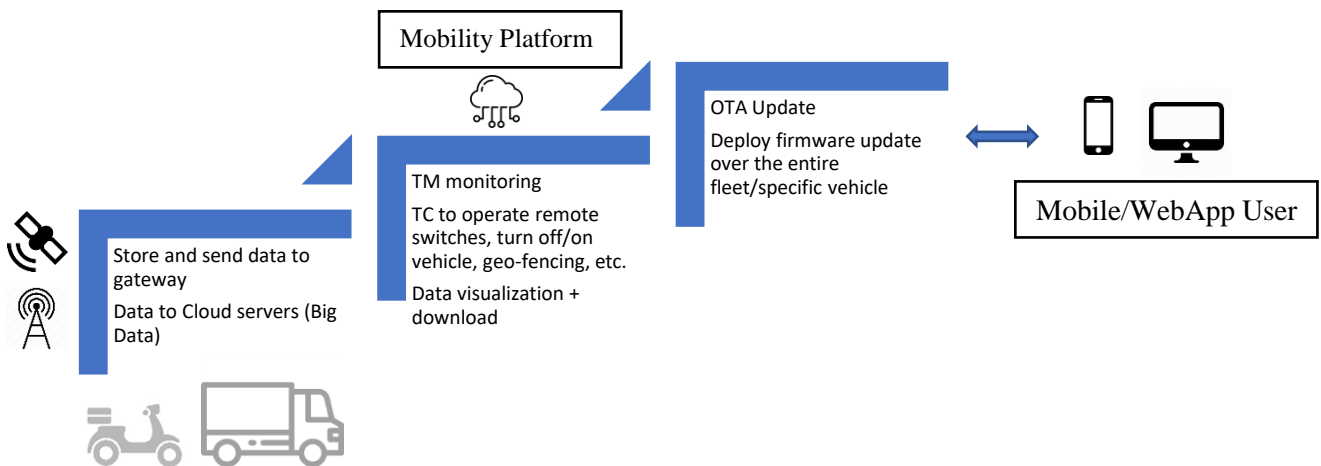 Mobility Platform
Store and send data to
gateway
Data to Cloud servers (Big
Data)
TM monitoring
TC to operate remote
switches, turn off/on
vehicle, geo-fencing, etc.
Data visualization +
download
OTA Update
Deploy firmware update
over the entire
fleet/specific vehicle
Mobile/WebApp User